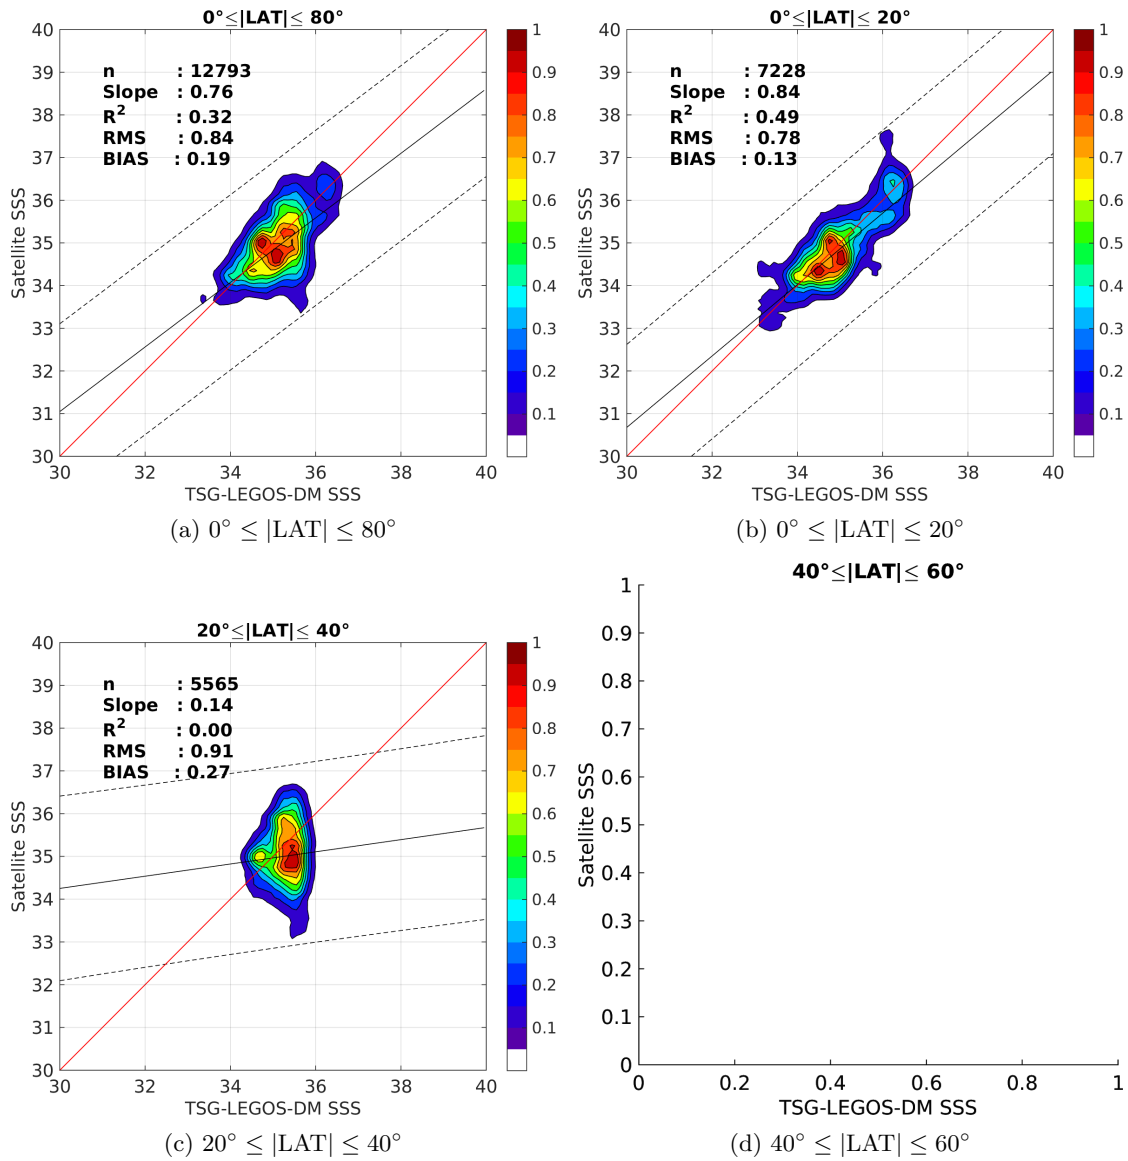 0°≤|LAT|≤ 80°
40
39
38
37
36
35
34
33
32
31
30
Satellite SSS
n : 12793
Slope : 0.76
R2 : 0.32
RMS : 0.84
BIAS : 0.19
30 32 34 36 38 40
TSG-LEGOS-DM SSS
1
0.9
0.8
0.7
0.6
0.5
0.4
0.3
0.2
0.1
(a) 0° ≤ |LAT| ≤ 80°
0°≤|LAT|≤ 20°
40
39
38
37
36
35
34
33
32
31
30
Satellite SSS
n : 7228
Slope : 0.84
R2 : 0.49
RMS : 0.78
BIAS : 0.13
30 32 34 36 38 40
TSG-LEGOS-DM SSS
1
0.9
0.8
0.7
0.6
0.5
0.4
0.3
0.2
0.1
(b) 0° ≤ |LAT| ≤ 20°
20°≤|LAT|≤ 40°
40
39
38
37
36
35
34
33
32
31
30
Satellite SSS
n : 5565
Slope : 0.14
R2 : 0.00
RMS : 0.91
BIAS : 0.27
30 32 34 36 38 40
TSG-LEGOS-DM SSS
1
0.9
0.8
0.7
0.6
0.5
0.4
0.3
0.2
0.1
(c) 20° ≤ |LAT| ≤ 40°
40°≤|LAT|≤ 60°
1
0.9
0.8
0.7
0.6
0.5
0.4
0.3
0.2
0.1
0
Satellite SSS
0 0.2 0.4 0.6 0.8 1
TSG-LEGOS-DM SSS
(d) 40° ≤ |LAT| ≤ 60°